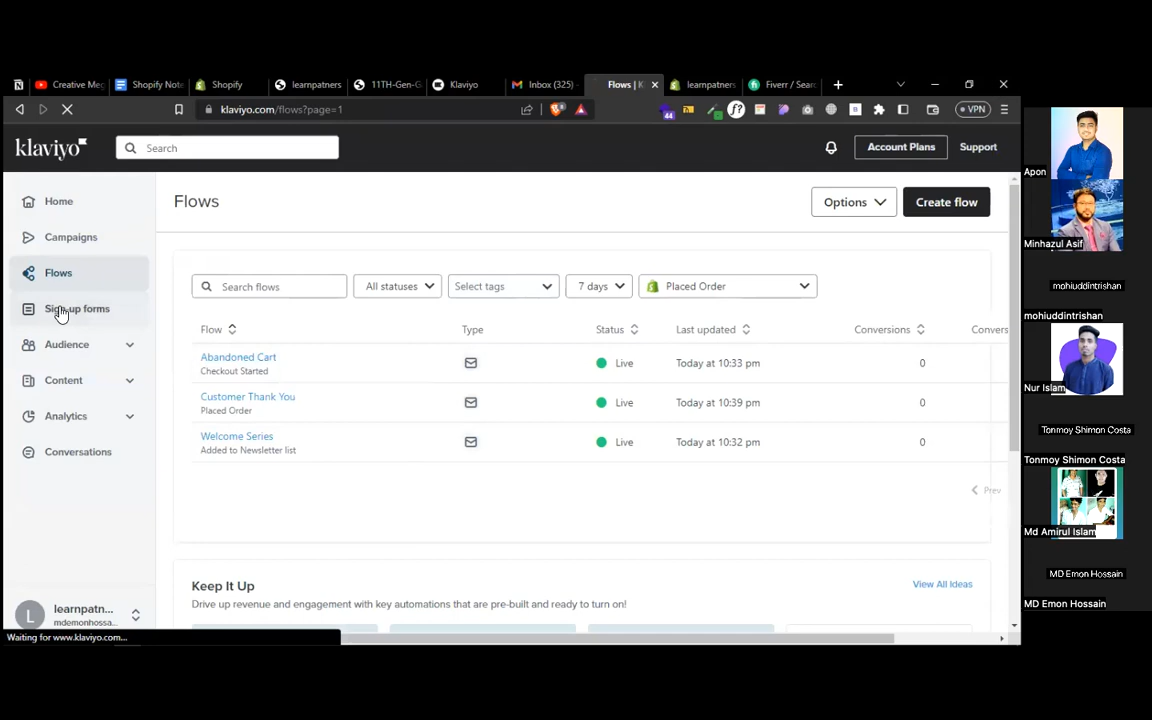 Creative Meg
Shopify Note
Shopify
learnpatners
11TH-Gen-G
Klaviyo
Inbox (325)
Flows | K
learnpatners
Fiverr / Sear
klaviyo.com/flows?page=1
44
f?
VPN
klaviyo
Search
Account Plans
Support
Home
Campaigns
Flows
Sign-up forms
Audience
Content
Analytics
Conversations
L
learnpatn...
mdemonhossa...
Waiting for www.klaviyo.com...
Flows
Options
Create flow
Search flows
All statuses
Select tags
7 days
Placed Order
Flow
Type
Status
Last updated
Conversions
Convers
Abandoned Cart
Checkout Started
Live
Today at 10:33 pm
0
Customer Thank You
Placed Order
Live
Today at 10:39 pm
0
Welcome Series
Added to Newsletter list
Live
Today at 10:32 pm
0
Prev
Keep It Up
View All Ideas
Drive up revenue and engagement with key automations that are pre-built and ready to turn on!
Apon
Minhazul Asif
mohiuddintrishan
mohiuddintrishan
Nur Islam
Tonmoy Shimon Costa
Tonmoy Shimon Costa
Md Amirul Islam
MD Emon Hossain
MD Emon Hossain